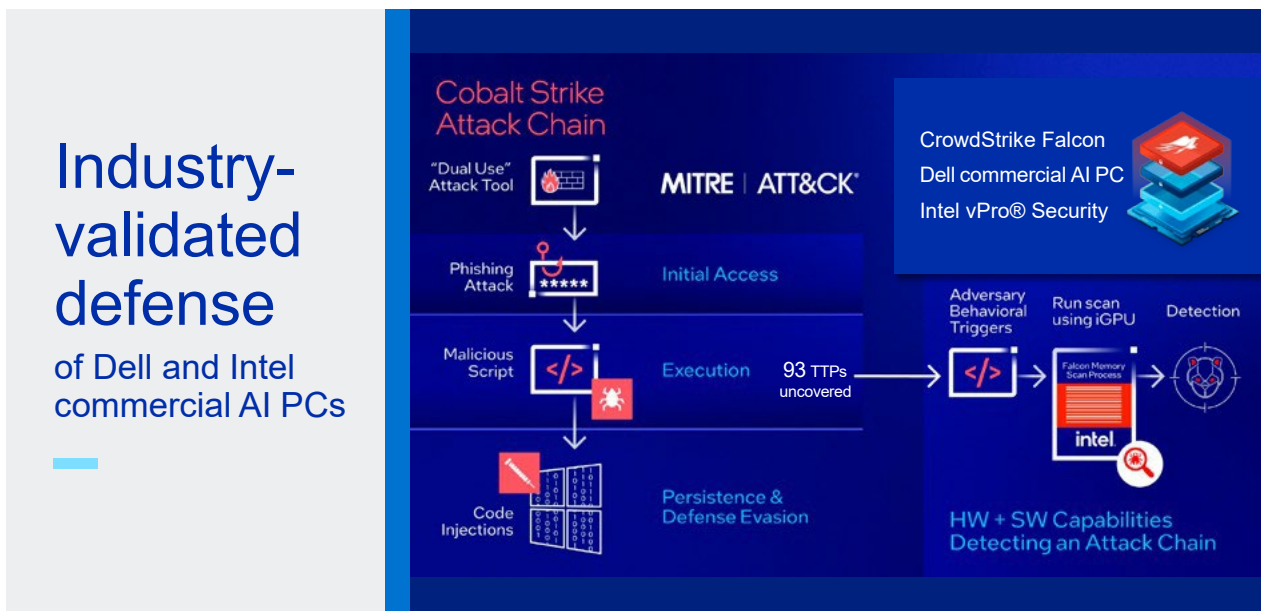 Industry-
validated
defense
of Dell and Intel
commercial AI PCs
Cobalt Strike
Attack Chain
"Dual Use"
Attack Tool
MITRE | ATT&CK®
Phishing
Attack
*****
Initial Access
Malicious
Script
</>
Execution
93 TTPs
uncovered
Code
Injections
Persistence &
Defense Evasion
CrowdStrike Falcon
Dell commercial AI PC
Intel vPro® Security
Adversary
Behavioral
Triggers
</>
Run scan
using iGPU
Falcon Memory
Scan Process
intel.
Detection
HW + SW Capabilities
Detecting an Attack Chain